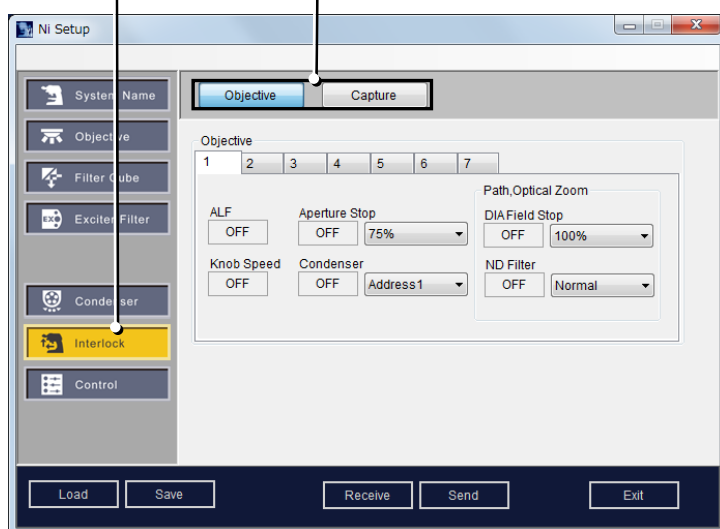 Ni Setup
System Name
Objective
Filter Cube
EXC
Exciter Filter
Condenser
Interlock
Control
Objective Capture
Objective
1 2 3 4 5 6 7
Path,Optical Zoom
ALF Aperture Stop DIAField Stop
OFF OFF 75% OFF 100%
Knob Speed Condenser ND Filter
OFF OFF Address1 OFF Normal
Load Save Receive Send Exit